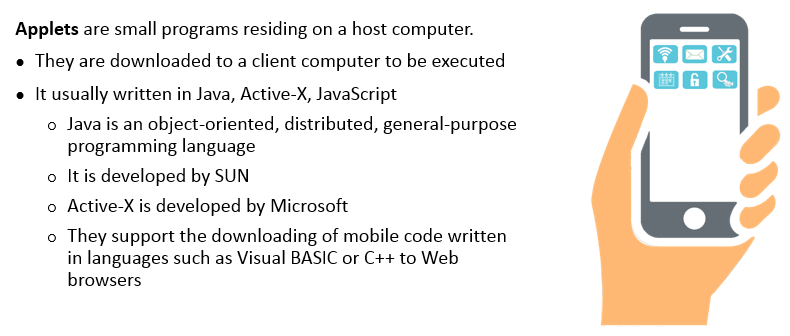 Applets are small programs residing on a host computer.
• They are downloaded to a client computer to be executed
• It usually written in Java, Active-X, JavaScript
o Java is an object-oriented, distributed, general-purpose
programming language
o It is developed by SUN
o Active-X is developed by Microsoft
o They support the downloading of mobile code written
in languages such as Visual BASIC or C++ to Web
browsers